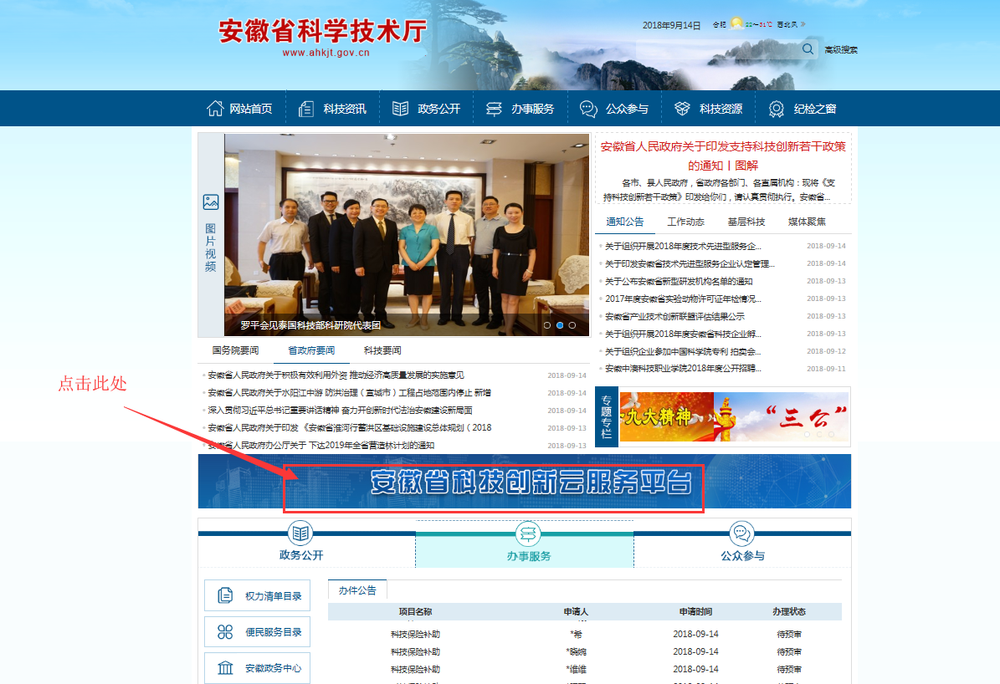 安徽省科学技术厅
www.ahkjt.gov.cn
2018年9月14日 合肥 22～31℃ 西北风
高级搜索
网站首页 科技资讯 政务公开 办事服务 公众参与 科技资源 纪检之窗
图片视频
罗平会见泰国科技部科研院代表团
安徽省人民政府关于印发支持科技创新若干政策
的通知丨图解
各市、县人民政府，省政府各部门、各直属机构：现将《支
持科技创新若干政策》印发给你们，请认真贯彻执行。安徽省...
通知公告 工作动态 基层科技 媒体聚焦
关于组织开展2018年度技术先进型服务企... 2018-09-14
关于印发安徽省技术先进型服务企业认定管理... 2018-09-14
关于公布安徽省新型研发机构名单的通知 2018-09-13
2017年度安徽省实验动物许可证年检情况... 2018-09-13
安徽省产业技术创新联盟评估结果公示 2018-09-13
关于组织开展2018年度安徽省科技企业孵... 2018-09-13
关于组织企业参加中国科学院专利 拍卖会... 2018-09-12
安徽中澳科技职业学院2018年度公开招聘... 2018-09-11
国务院要闻 省政府要闻 科技要闻
安徽省人民政府关于积极有效利用外资 推动经济高质量发展的实施意见 2018-09-14
安徽省人民政府关于水阳江中游 防洪治理（宣城市）工程占地范围内停止 新增 2018-09-14
深入贯彻习近平总书记重要讲话精神 奋力开创新时代法治安徽建设新局面 2018-09-14
安徽省人民政府关于印发 《安徽省淮河行蓄洪区基础设施建设总体规划（2018 2018-09-13
安徽省人民政府办公厅关于 下达2019年全省营造林计划的通知 2018-09-13
专题专栏
十九大精神
“三公”
点击此处
安徽省科技创新云服务平台
政务公开 办事服务 公众参与
权力清单目录
便民服务目录
安徽政务中心
办件公告
项目名称 申请人 申请时间 办理状态
科技保险补助 *希 2018-09-14 待预审
科技保险补助 *晓婉 2018-09-14 待预审
科技保险补助 *维维 2018-09-14 待预审